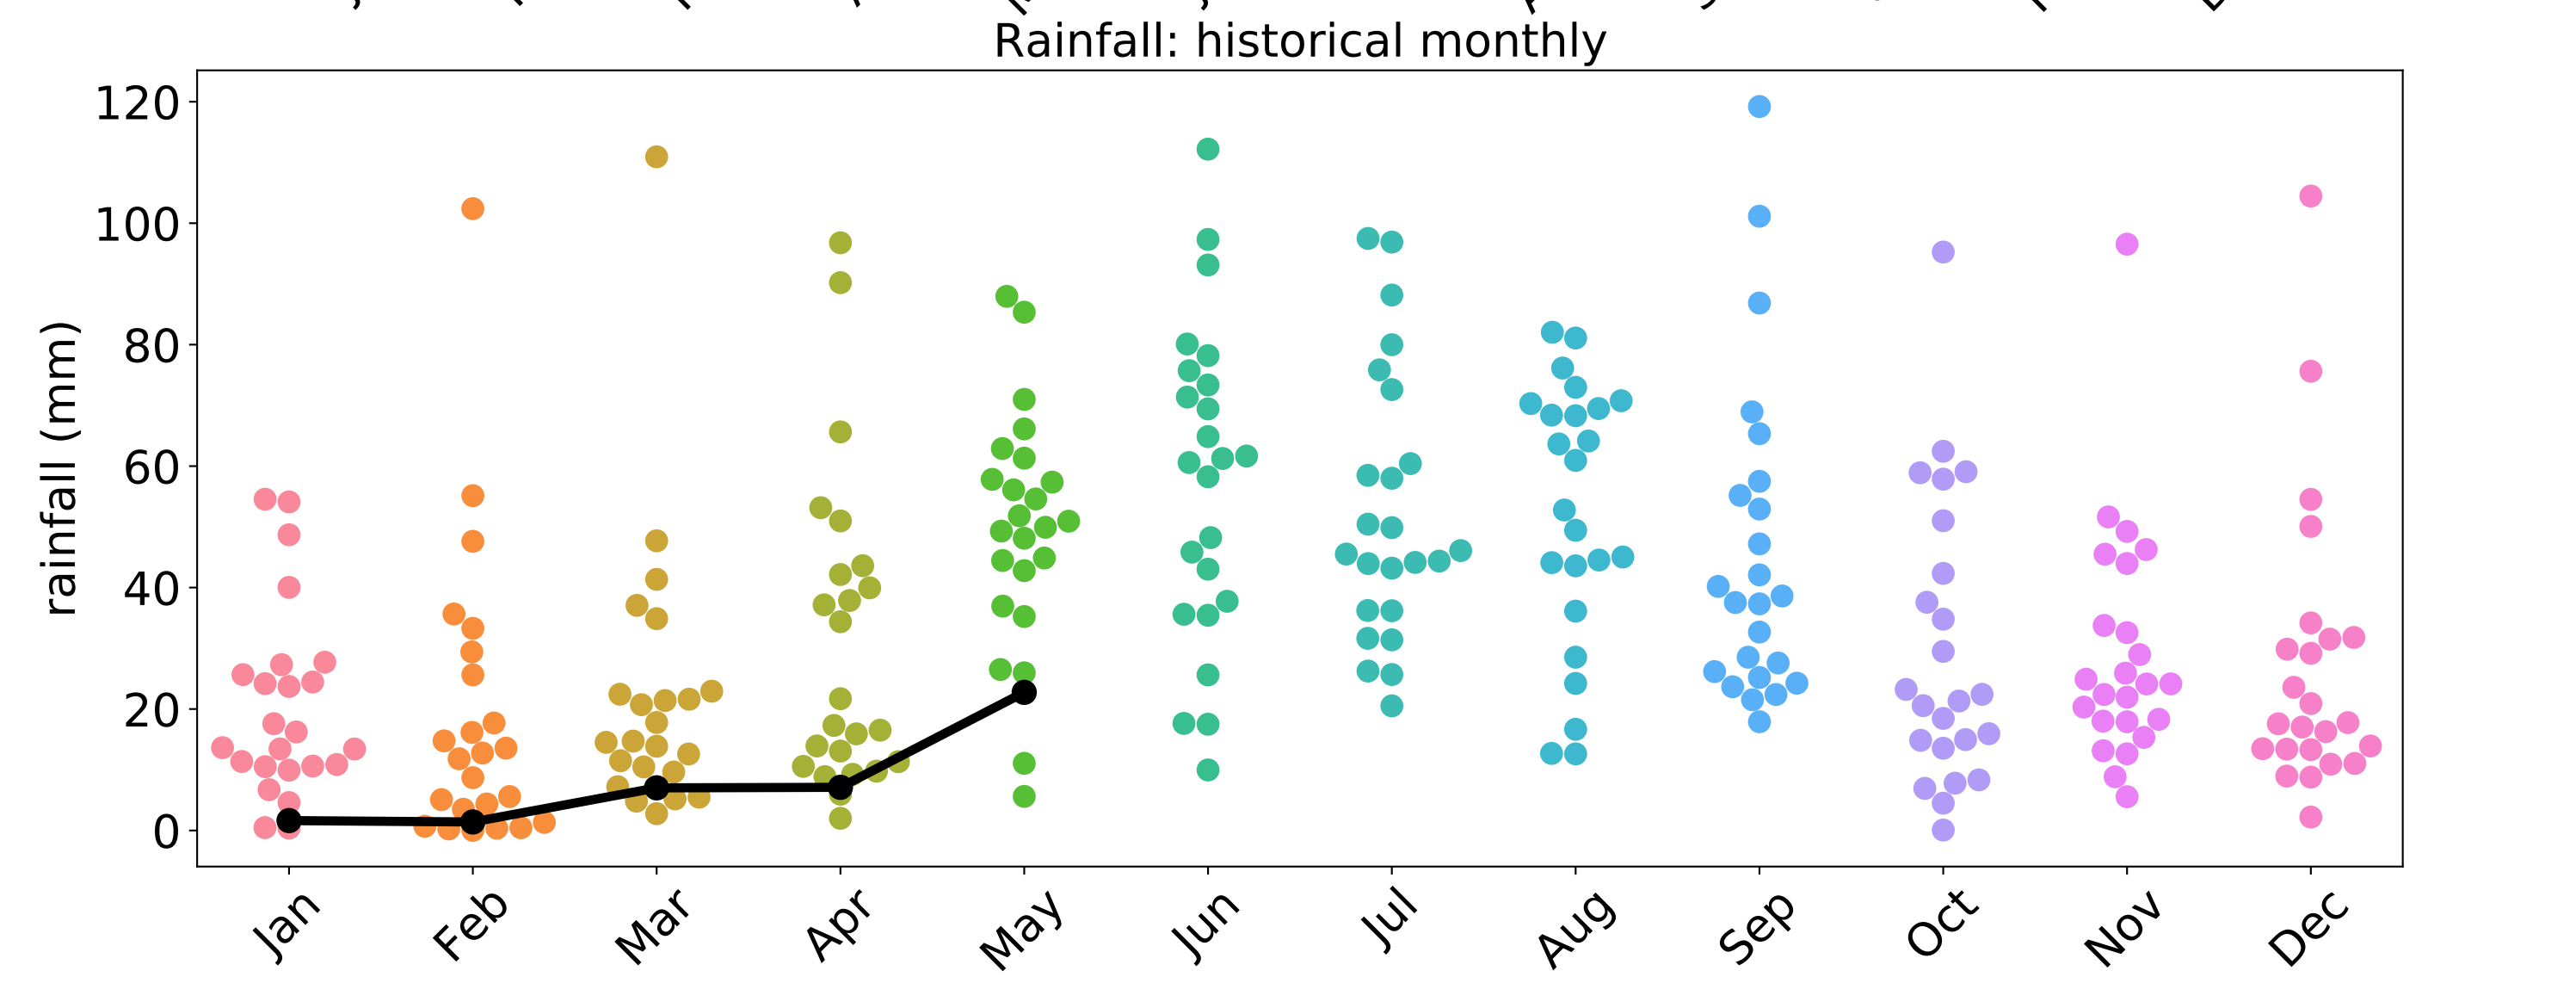 Rainfall: historical monthly
120
100
80
60
40
20
0
rainfall (mm)
Jan
Feb
Mar
Apr
May
Jun
Jul
Aug
Sep
Oct
Nov
Dec